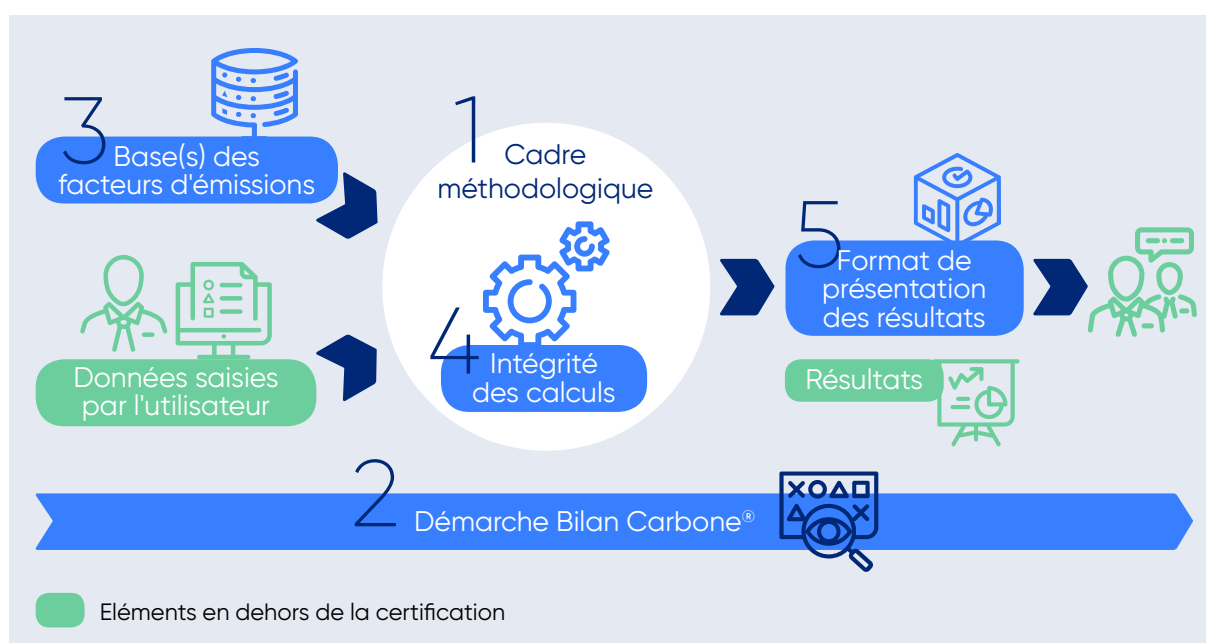 3
Base(s) des
facteurs d'émissions
Données saisies
par l'utilisateur
1
Cadre
méthodologique
4
Intégrité
des calculs
5
Format de
présentation
des résultats
Résultats
2
Démarche Bilan Carbone®
Eléments en dehors de la certification